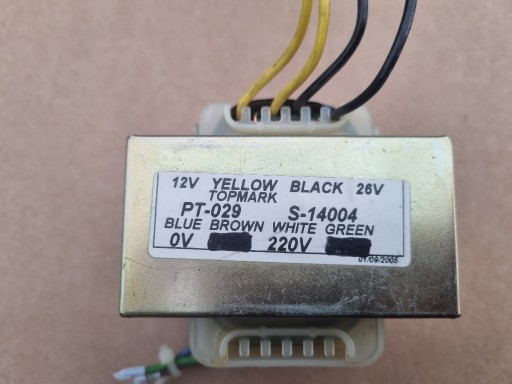 12V YELLOW BLACK 26V
TOPMARK
PT-029 S-14004
BLUE BROWN WHITE GREEN
0V 220V
01/09/2005